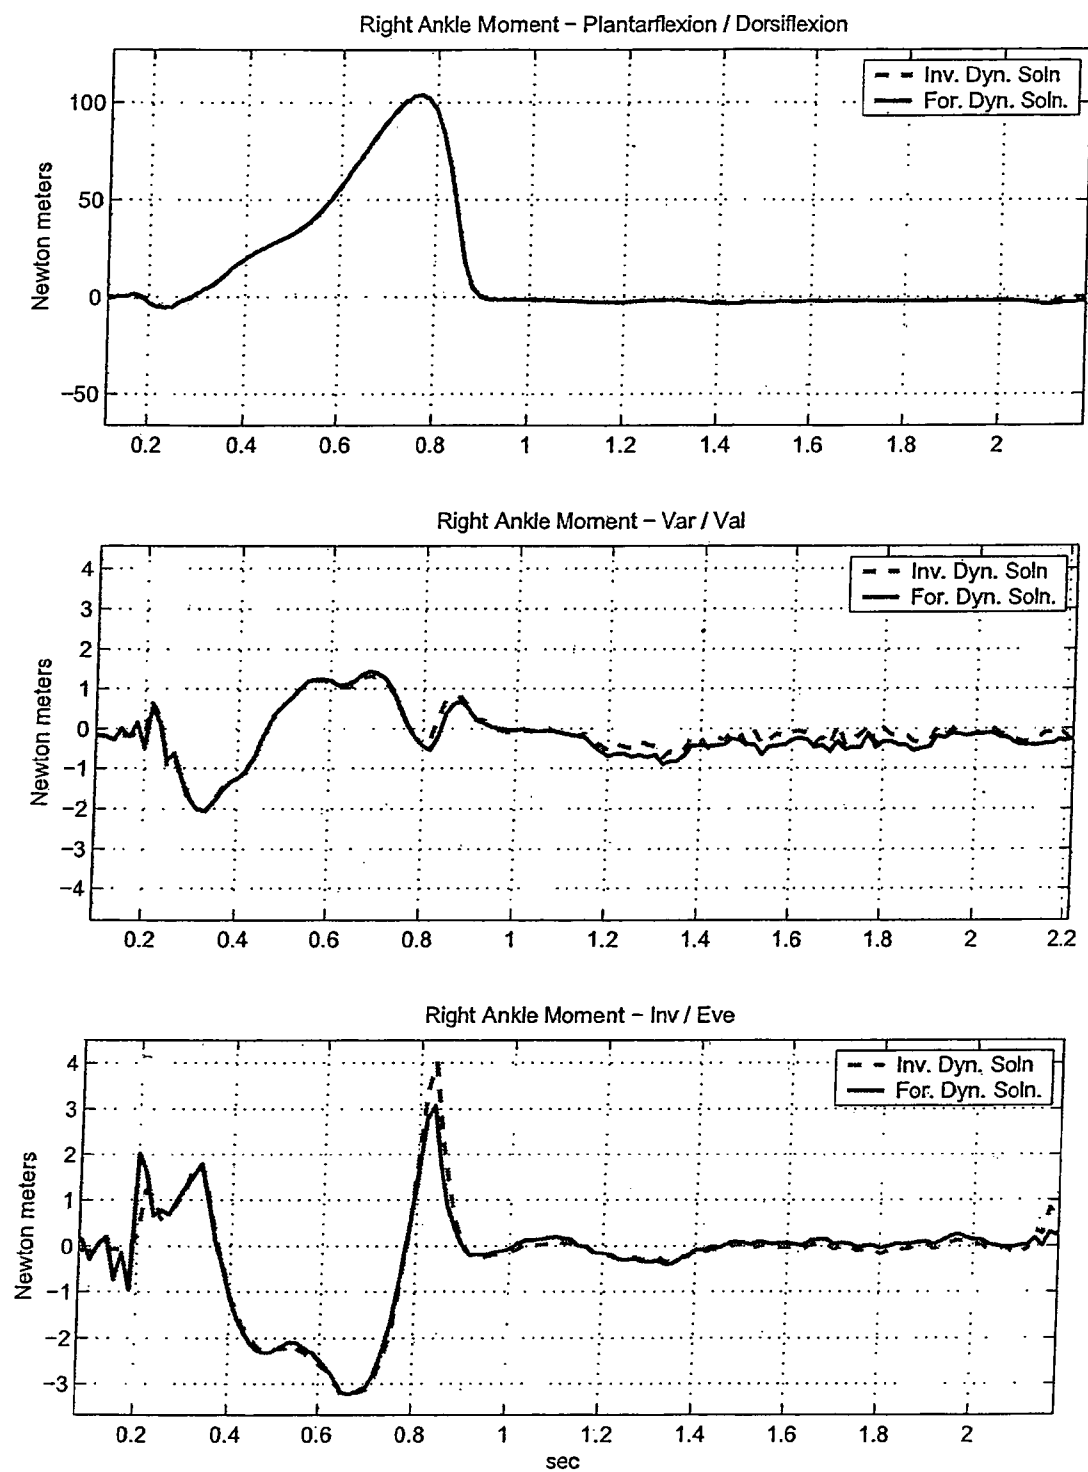 Right Ankle Moment – Plantarflexion / Dorsiflexion
Inv. Dyn. Soln
For. Dyn. Soln.
100
50
0
−50
Newton meters
0.2 0.4 0.6 0.8 1 1.2 1.4 1.6 1.8 2
Right Ankle Moment – Var / Val
Inv. Dyn. Soln
For. Dyn. Soln.
4
3
2
1
0
−1
−2
−3
−4
Newton meters
0.2 0.4 0.6 0.8 1 1.2 1.4 1.6 1.8 2 2.2
Right Ankle Moment – Inv / Eve
Inv. Dyn. Soln
For. Dyn. Soln.
4
3
2
1
0
−1
−2
−3
Newton meters
0.2 0.4 0.6 0.8 1 1.2 1.4 1.6 1.8 2
sec